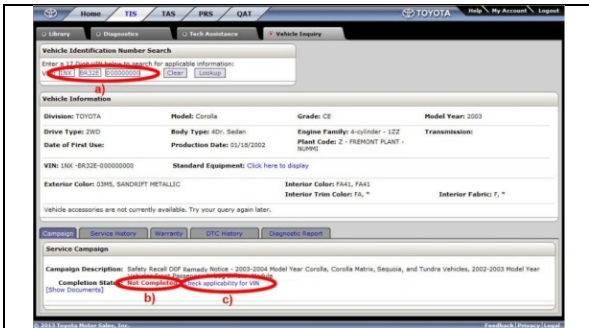 Home TIS TAS PRS QAT TOYOTA Help My Account Logout
Library Diagnostics Tech Assistance Vehicle Inquiry
Vehicle Identification Number Search
Enter a 17 Digit VIN below to search for applicable information:
VIN: 1NX BR32E 000000000 Clear Lookup
a)
Vehicle Information
Division: TOYOTA Model: Corolla Grade: CE Model Year: 2003
Drive Type: 2WD Body Type: 4Dr. Sedan Engine Family: 4-cylinder - 1ZZ Transmission:
Date of First Use: Production Date: 01/18/2002 Plant Code: Z - FREMONT PLANT -
NUMMI
VIN: 1NX -BR32E-000000000 Standard Equipment: Click here to display
Exterior Color: 03M5, SANDRIFT METALLIC Interior Color: FA41, FA41
Interior Trim Color: FA, * Interior Fabric: F, *
Vehicle accessories are not currently available. Try your query again later.
Campaign Service History Warranty DTC History Diagnostic Report
Service Campaign
Campaign Description: Safety Recall D0F Remedy Notice - 2003-2004 Model Year Corolla, Corolla Matrix, Sequoia, and Tundra Vehicles, 2002-2003 Model Year
Completion Status: Not Completed Check applicability for VIN
[Show Documents]
b) c)
© 2013 Toyota Motor Sales, Inc. Privacy Legal